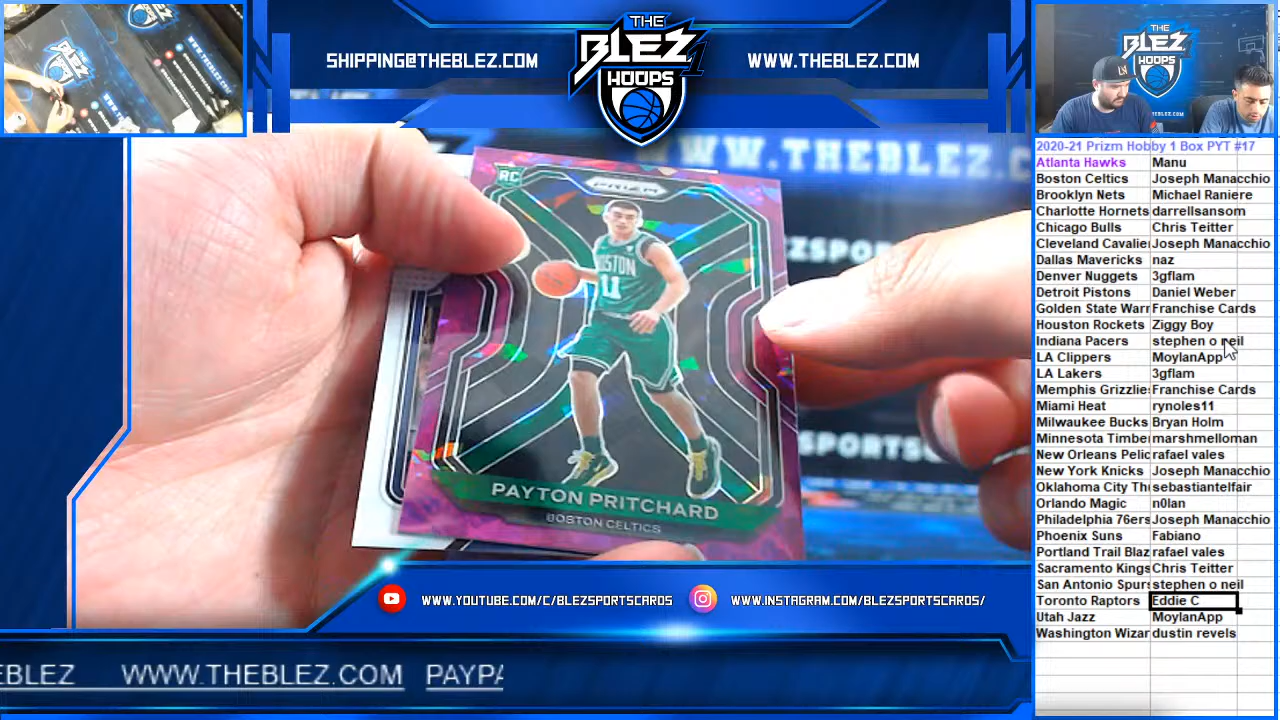 SHIPPING@THEBLEZ.COM
THE
BLEZ
HOOPS
WWW.THEBLEZ.COM
THE
BLEZ
WWW.THEBLEZ.C
RC
PRIZM
BOSTON
11
PAYTON PRITCHARD
BOSTON CELTICS
WWW.YOUTUBE.COM/C/BLEZSPORTSCARDS
WWW.INSTAGRAM.COM/BLEZSPORTSCARDS/
EBLEZ WWW.THEBLEZ.COM PAYPA
2020-21 Prizm Hobby 1 Box PYT #17
Atlanta Hawks Manu
Boston Celtics Joseph Manacchio
Brooklyn Nets Michael Raniere
Charlotte Hornets darrellsansom
Chicago Bulls Chris Teitter
Cleveland Cavalie Joseph Manacchio
Dallas Mavericks naz
Denver Nuggets 3gflam
Detroit Pistons Daniel Weber
Golden State Warr Franchise Cards
Houston Rockets Ziggy Boy
Indiana Pacers stephen o neil
LA Clippers MoylanApp
LA Lakers 3gflam
Memphis Grizzlies Franchise Cards
Miami Heat rynoles11
Milwaukee Bucks Bryan Holm
Minnesota Timbe marshmelloman
New Orleans Pelic rafael vales
New York Knicks Joseph Manacchio
Oklahoma City Th sebastiantelfair
Orlando Magic n0lan
Philadelphia 76ers Joseph Manacchio
Phoenix Suns Fabiano
Portland Trail Blaz rafael vales
Sacramento Kings Chris Teitter
San Antonio Spurs stephen o neil
Toronto Raptors Eddie C
Utah Jazz MoylanApp
Washington Wizar dustin revels